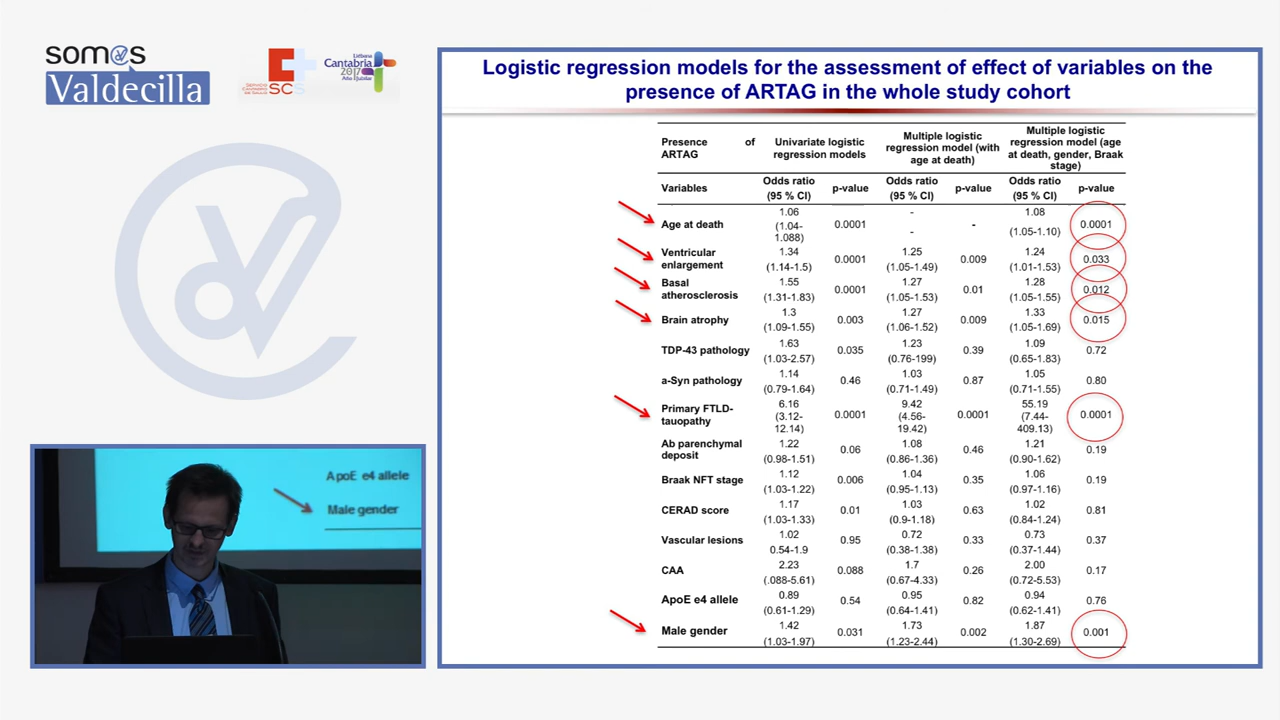 somos
Valdecilla
SERVICIO
CANTABRO
DE SALUD
SCS
Liébana
Cantabria
2017
Año Jubilar
Logistic regression models for the assessment of effect of variables on the
presence of ARTAG in the whole study cohort
Presence of
ARTAG
Univariate logistic
regression models
Multiple logistic
regression model (with
age at death)
Multiple logistic
regression model (age
at death, gender, Braak
stage)
Variables
Odds ratio
(95 % CI)
p-value
Odds ratio
(95 % CI)
p-value
Odds ratio
(95 % CI)
p-value
Age at death
1.06
(1.04-
1.088)
0.0001
-
-
-
1.08
(1.05-1.10)
0.0001
Ventricular
enlargement
1.34
(1.14-1.5)
0.0001
1.25
(1.05-1.49)
0.009
1.24
(1.01-1.53)
0.033
Basal
atherosclerosis
1.55
(1.31-1.83)
0.0001
1.27
(1.05-1.53)
0.01
1.28
(1.05-1.55)
0.012
Brain atrophy
1.3
(1.09-1.55)
0.003
1.27
(1.06-1.52)
0.009
1.33
(1.05-1.69)
0.015
TDP-43 pathology
1.63
(1.03-2.57)
0.035
1.23
(0.76-199)
0.39
1.09
(0.65-1.83)
0.72
a-Syn pathology
1.14
(0.79-1.64)
0.46
1.03
(0.71-1.49)
0.87
1.05
(0.71-1.55)
0.80
Primary FTLD-
tauopathy
6.16
(3.12-
12.14)
0.0001
9.42
(4.56-
19.42)
0.0001
55.19
(7.44-
409.13)
0.0001
Ab parenchymal
deposit
1.22
(0.98-1.51)
0.06
1.08
(0.86-1.36)
0.46
1.21
(0.90-1.62)
0.19
Braak NFT stage
1.12
(1.03-1.22)
0.006
1.04
(0.95-1.13)
0.35
1.06
(0.97-1.16)
0.19
CERAD score
1.17
(1.03-1.33)
0.01
1.03
(0.9-1.18)
0.63
1.02
(0.84-1.24)
0.81
Vascular lesions
1.02
0.54-1.9
0.95
0.72
(0.38-1.38)
0.33
0.73
(0.37-1.44)
0.37
CAA
2.23
(.088-5.61)
0.088
1.7
(0.67-4.33)
0.26
2.00
(0.72-5.53)
0.17
ApoE e4 allele
0.89
(0.61-1.29)
0.54
0.95
(0.64-1.41)
0.82
0.94
(0.62-1.41)
0.76
Male gender
1.42
(1.03-1.97)
0.031
1.73
(1.23-2.44)
0.002
1.87
(1.30-2.69)
0.001
ApoE e4 allele
Male gender